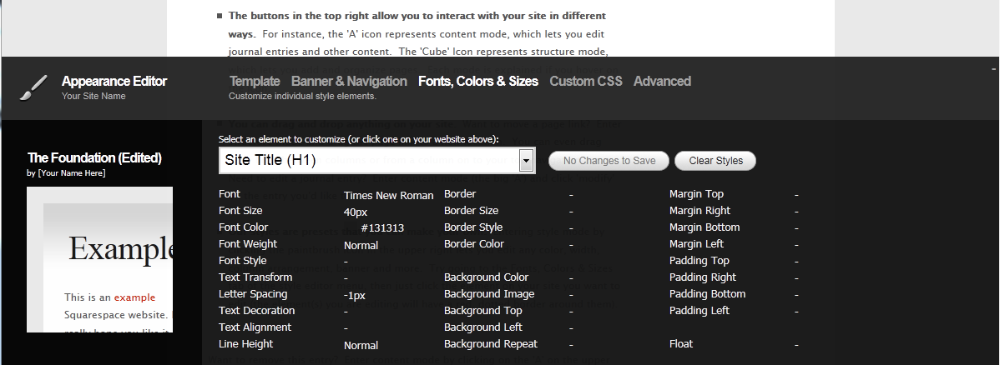 The buttons in the top right allow you to interact with your site in different
ways. For instance, the 'A' icon represents content mode, which lets you edit
journal entries and other content. The 'Cube' Icon represents structure mode,
Appearance Editor
Your Site Name
Template Banner & Navigation Fonts, Colors & Sizes Custom CSS Advanced
Customize individual style elements.
The Foundation (Edited)
by [Your Name Here]
Example
This is an example
Squarespace website.
Select an element to customize (or click one on your website above):
Site Title (H1)
No Changes to Save Clear Styles
Font Times New Roman Border - Margin Top -
Font Size 40px Border Size - Margin Right -
Font Color #131313 Border Style - Margin Bottom -
Font Weight Normal Border Color - Margin Left -
Font Style - Padding Top -
Text Transform - Background Color - Padding Right -
Letter Spacing -1px Background Image - Padding Bottom -
Text Decoration - Background Top - Padding Left -
Text Alignment - Background Left -
Line Height Normal Background Repeat - Float -